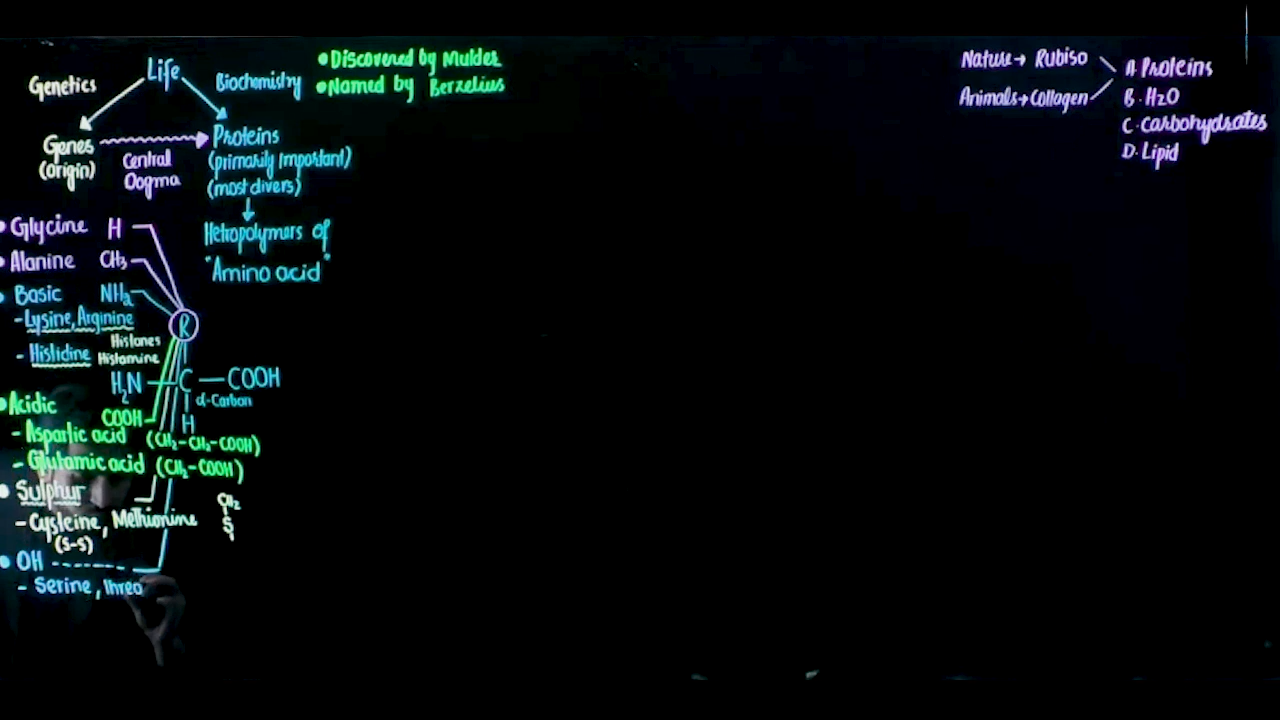 Life
Genetics
Biochemistry
• Discovered by Mulder
• Named by Berzelius
Genes
(origin)
Central
Dogma
Proteins
(primarily important)
(most divers)
Hetropolymers of
"Amino acid"
• Glycine H
• Alanine CH₃
• Basic NH₂
- Lysine, Arginine
- Histidine
Histones
Histamine
R
H₂N — C — COOH
α-Carbon
H
• Acidic COOH
- Aspartic acid (CH₂-CH₂-COOH)
- Glutamic acid (CH₂-COOH)
• Sulphur
- Cysteine, Methionine
(S-S)
CH₂
S
• OH
- Serine, Threo
Nature → Rubiso
Animals → Collagen
A. Proteins
B. H₂O
C. Carbohydrates
D. Lipid